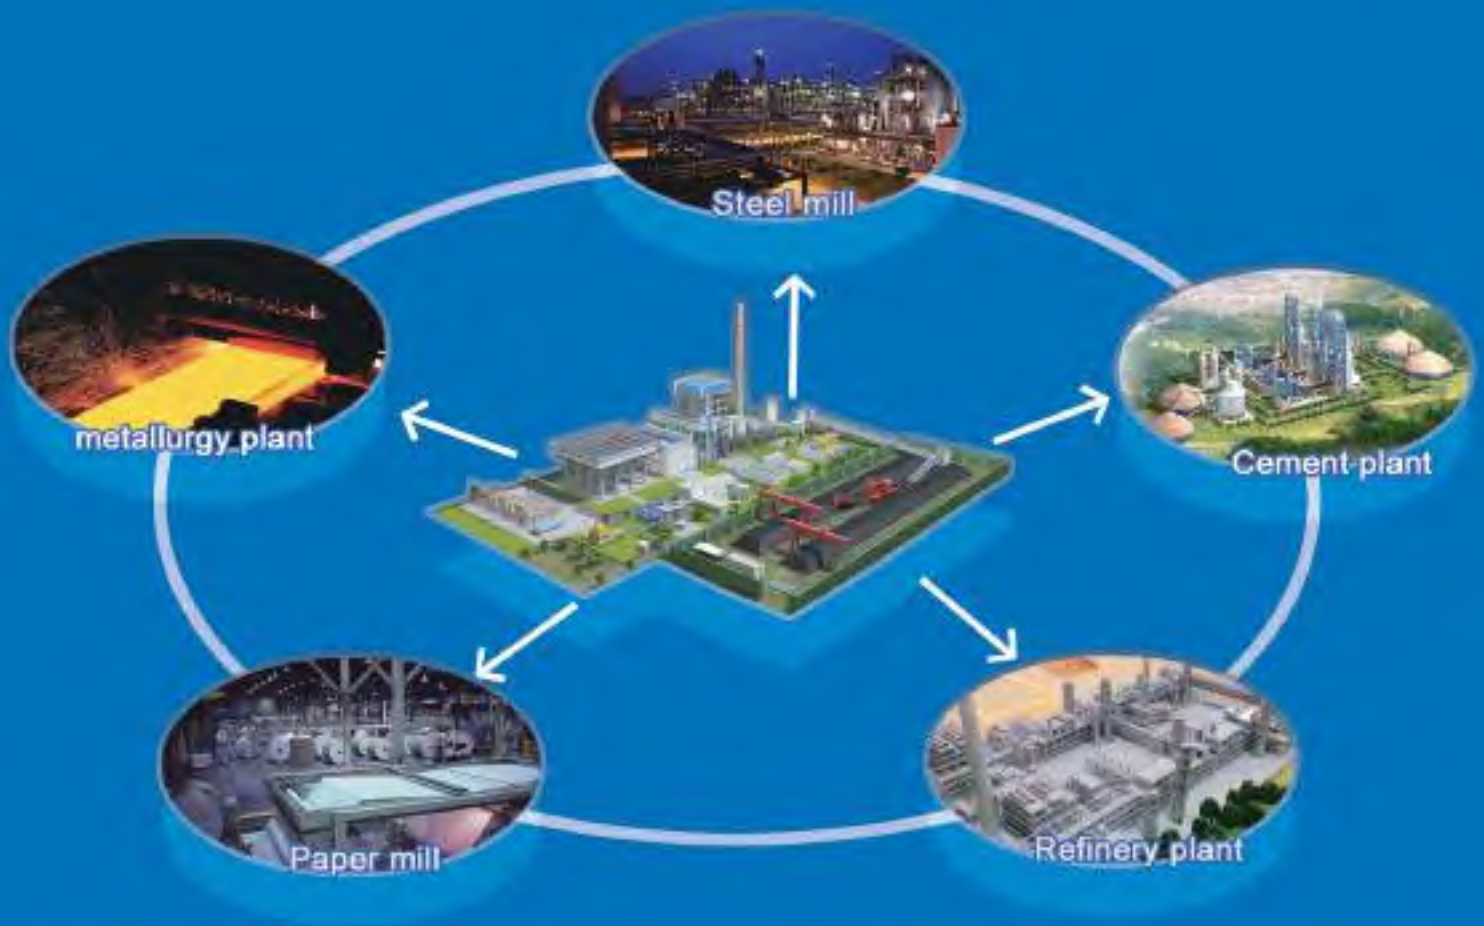 Steel mill
metallurgy plant
Cement plant
Paper mill
Refinery plant